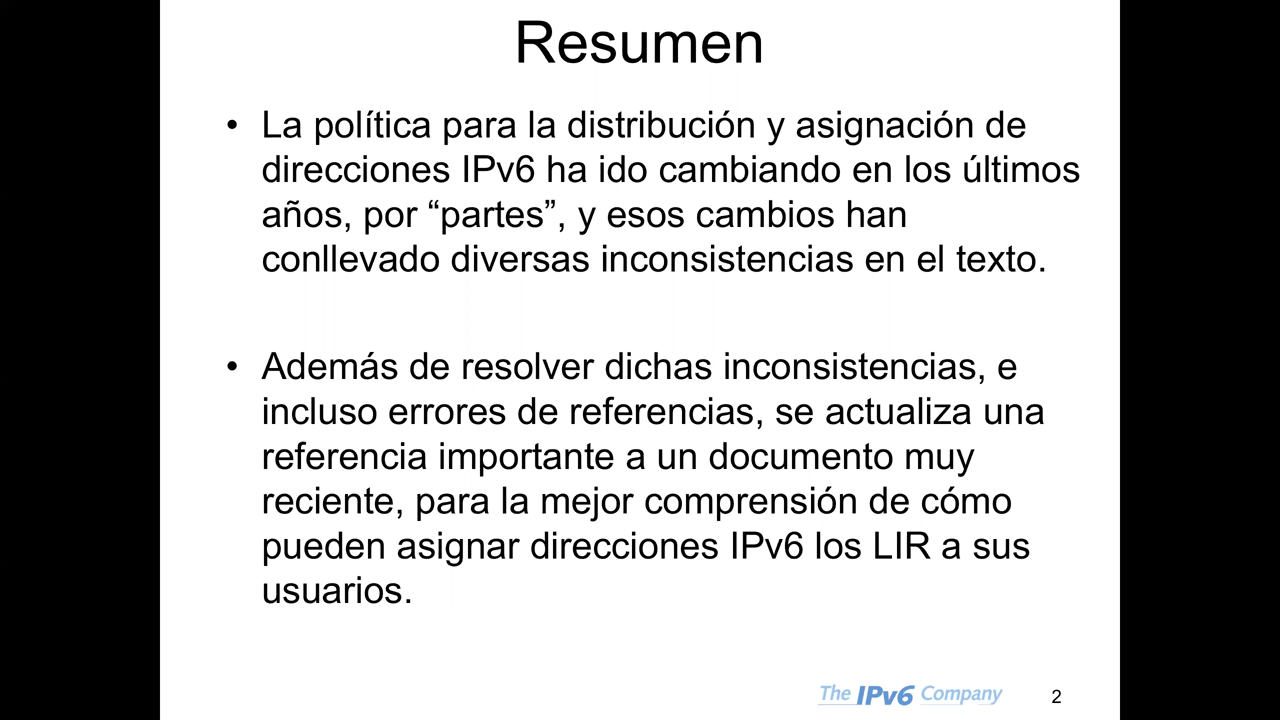 Resumen
• La política para la distribución y asignación de
direcciones IPv6 ha ido cambiando en los últimos
años, por “partes”, y esos cambios han
conllevado diversas inconsistencias en el texto.
• Además de resolver dichas inconsistencias, e
incluso errores de referencias, se actualiza una
referencia importante a un documento muy
reciente, para la mejor comprensión de cómo
pueden asignar direcciones IPv6 los LIR a sus
usuarios.
The IPv6 Company
2